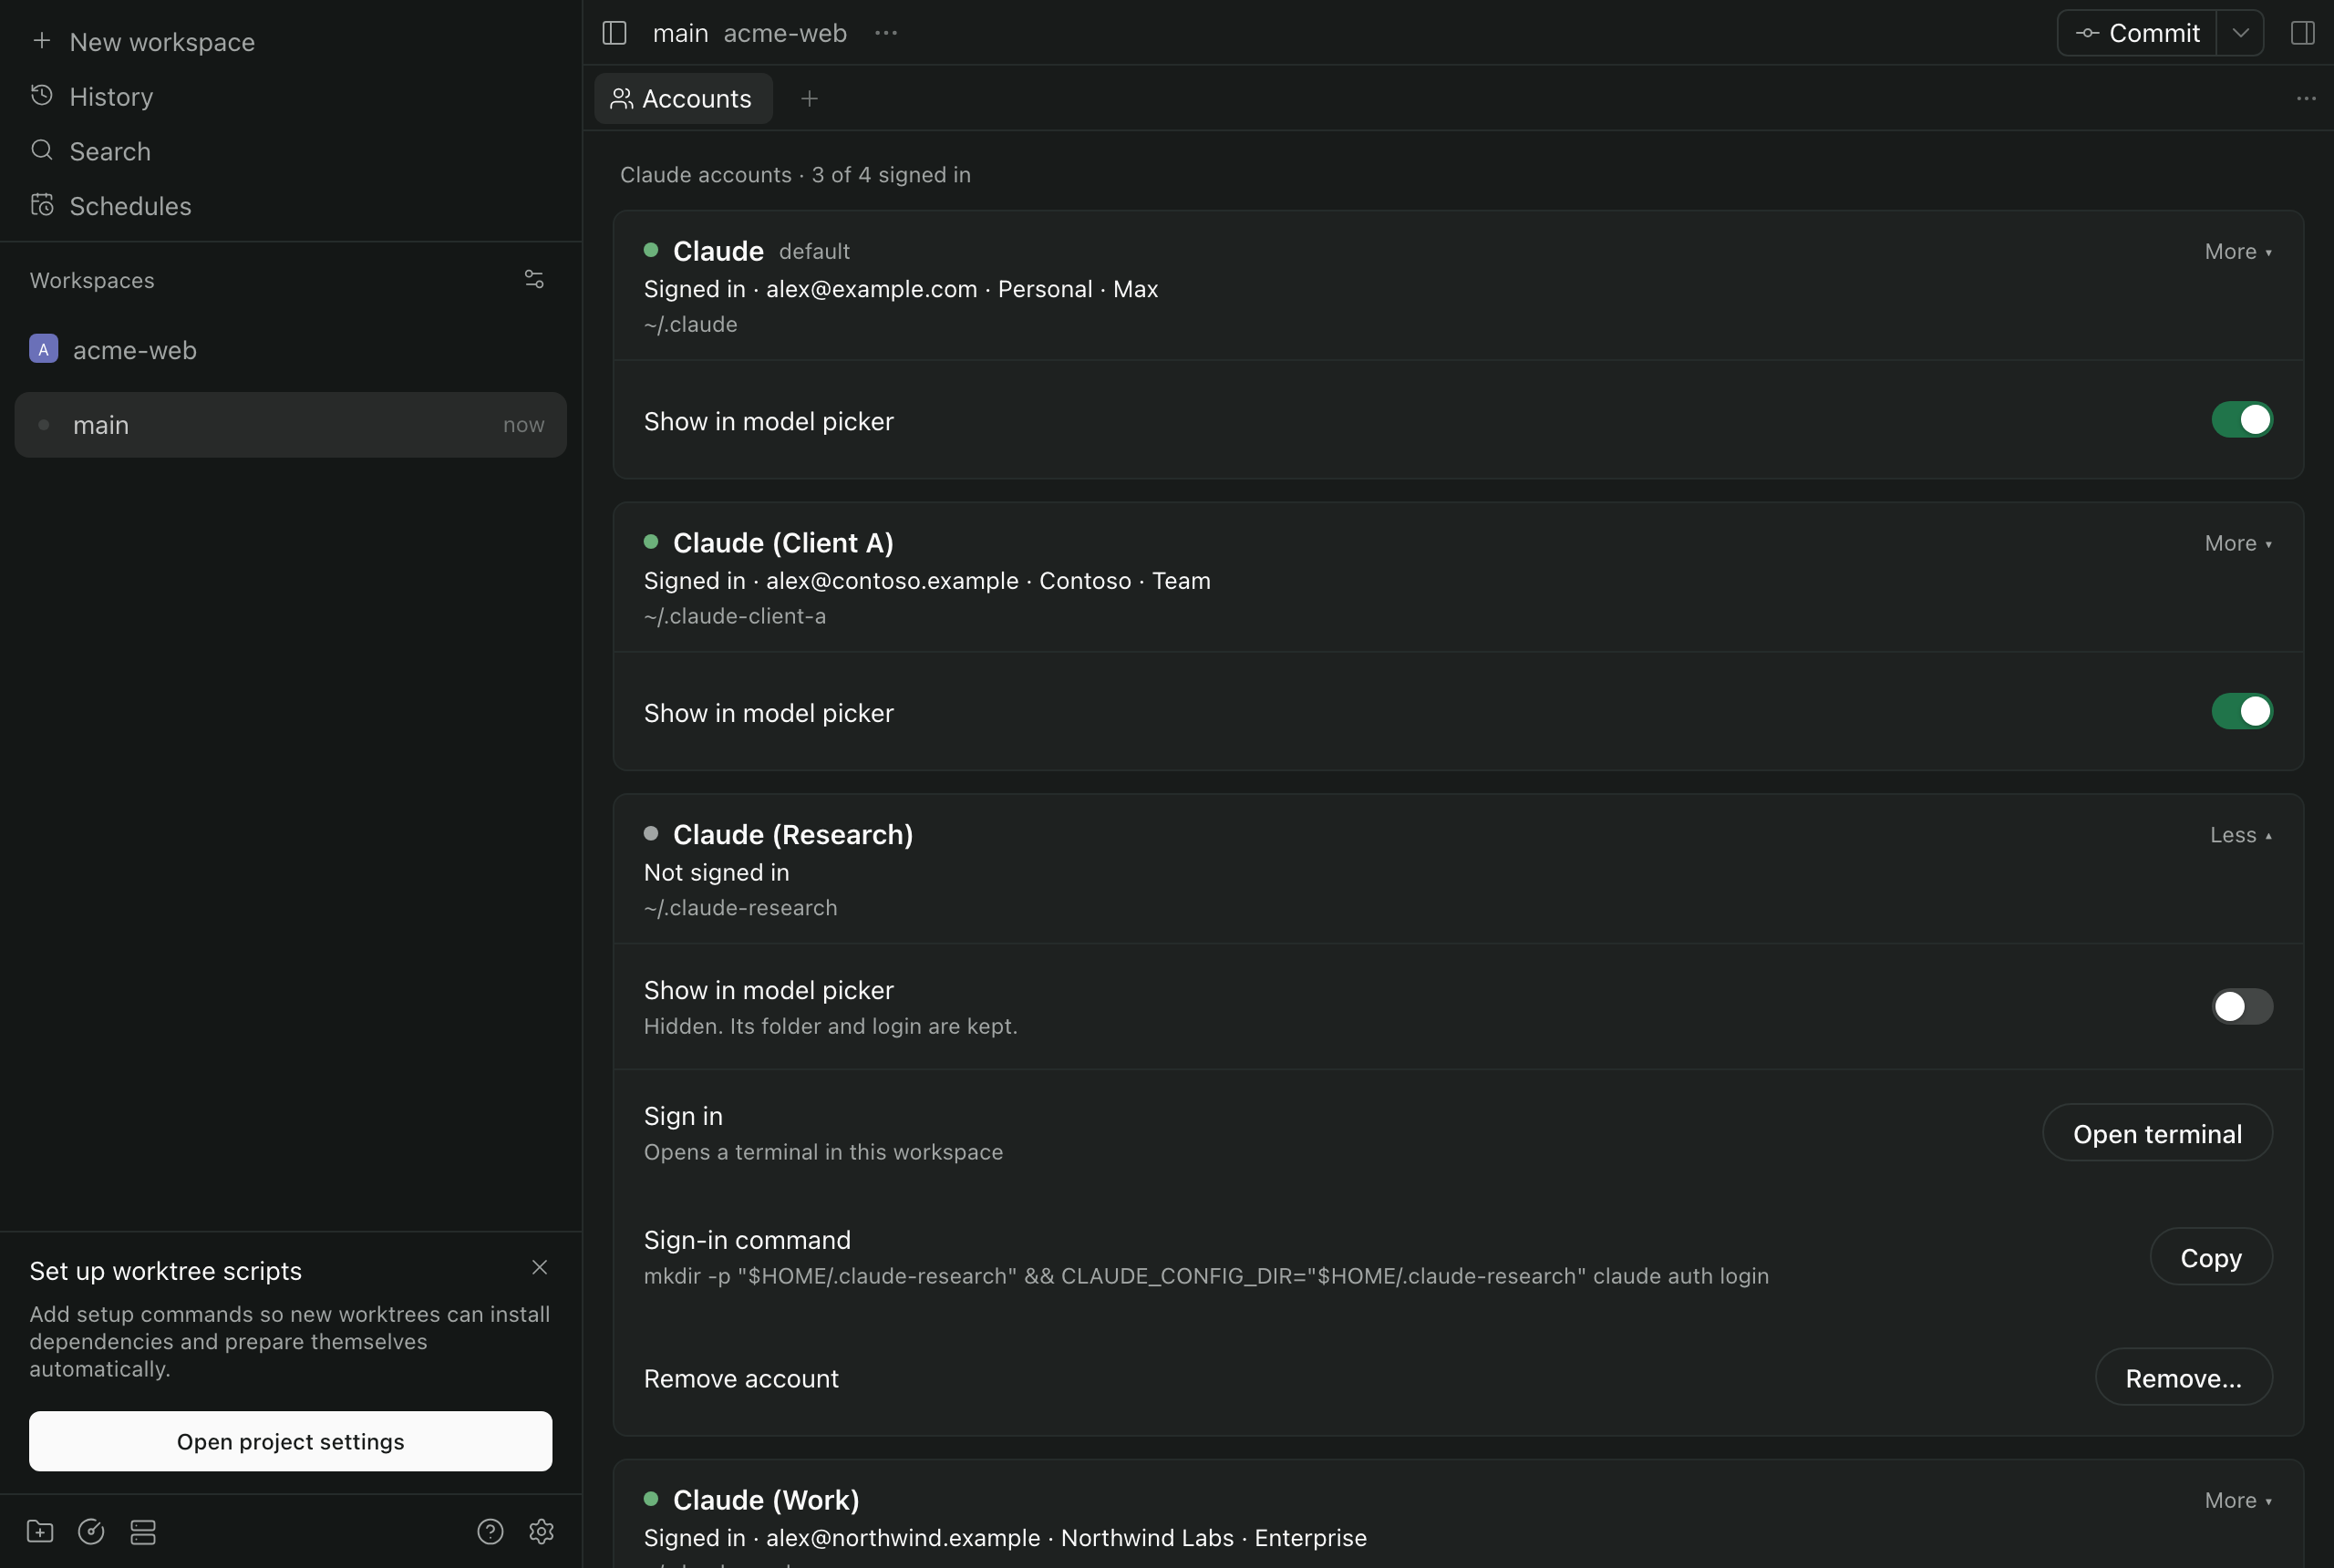 New workspace
History
Search
Schedules
Workspaces
A acme-web
main now
Set up worktree scripts
Add setup commands so new worktrees can install
dependencies and prepare themselves
automatically.
Open project settings
main acme-web
Commit
Accounts
Claude accounts · 3 of 4 signed in
Claude default More
Signed in · alex@example.com · Personal · Max
~/.claude
Show in model picker
Claude (Client A) More
Signed in · alex@contoso.example · Contoso · Team
~/.claude-client-a
Show in model picker
Claude (Research) Less
Not signed in
~/.claude-research
Show in model picker
Hidden. Its folder and login are kept.
Sign in
Opens a terminal in this workspace
Open terminal
Sign-in command
mkdir -p "$HOME/.claude-research" && CLAUDE_CONFIG_DIR="$HOME/.claude-research" claude auth login
Copy
Remove account
Remove...
Claude (Work) More
Signed in · alex@northwind.example · Northwind Labs · Enterprise